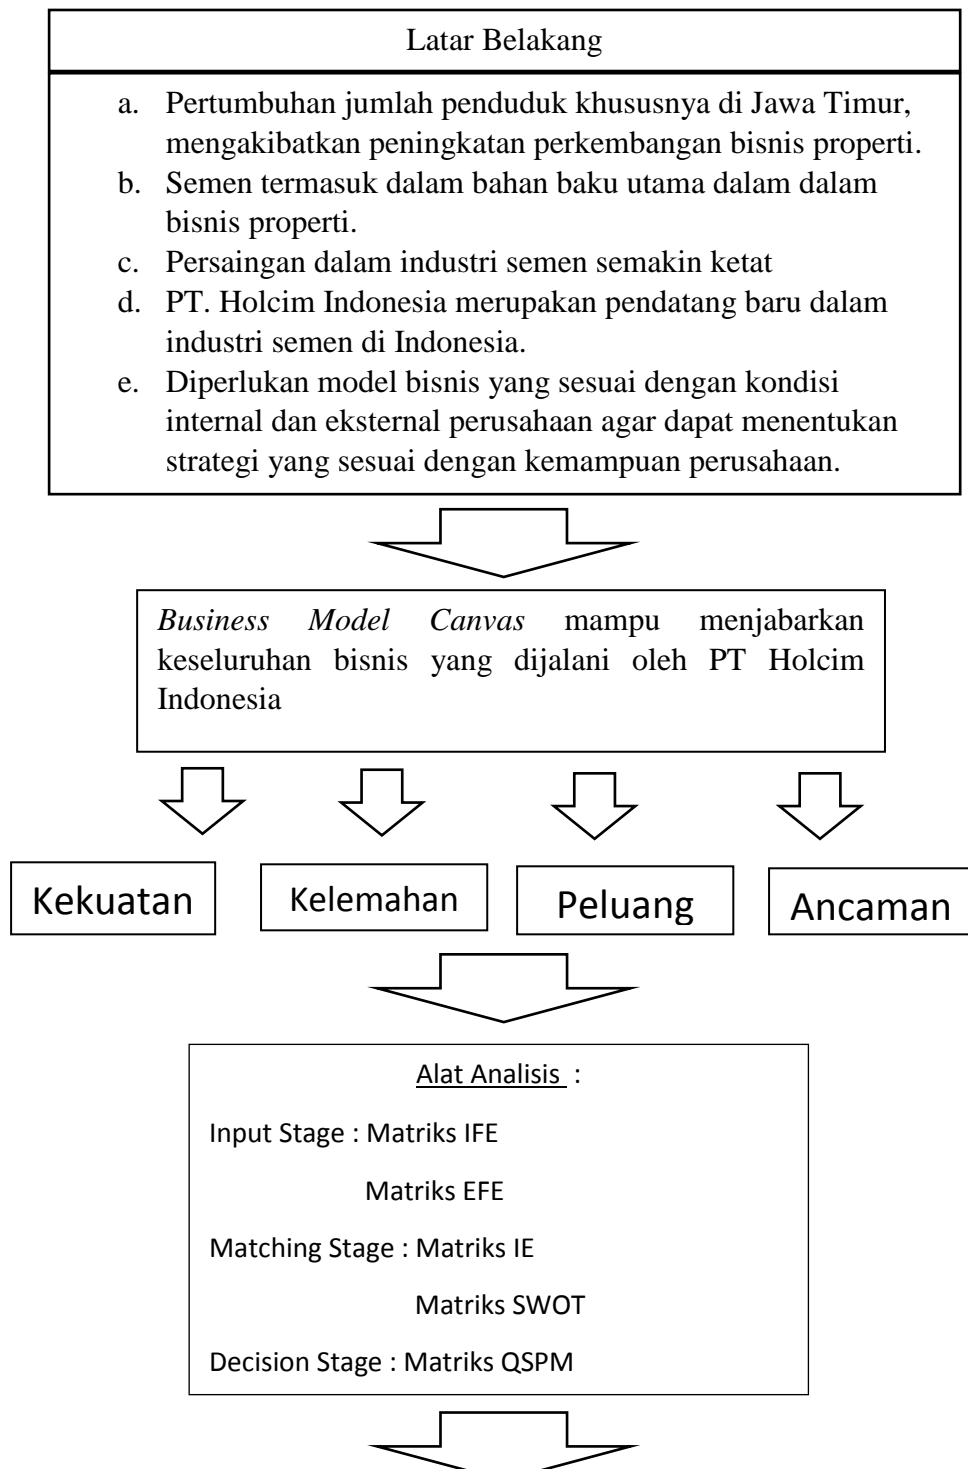 Latar Belakang
a. Pertumbuhan jumlah penduduk khususnya di Jawa Timur,
mengakibatkan peningkatan perkembangan bisnis properti.
b. Semen termasuk dalam bahan baku utama dalam dalam
bisnis properti.
c. Persaingan dalam industri semen semakin ketat
d. PT. Holcim Indonesia merupakan pendatang baru dalam
industri semen di Indonesia.
e. Diperlukan model bisnis yang sesuai dengan kondisi
internal dan eksternal perusahaan agar dapat menentukan
strategi yang sesuai dengan kemampuan perusahaan.
Business Model Canvas mampu menjabarkan
keseluruhan bisnis yang dijalani oleh PT Holcim
Indonesia
Kekuatan
Kelemahan
Peluang
Ancaman
Alat Analisis :
Input Stage : Matriks IFE
Matriks EFE
Matching Stage : Matriks IE
Matriks SWOT
Decision Stage : Matriks QSPM